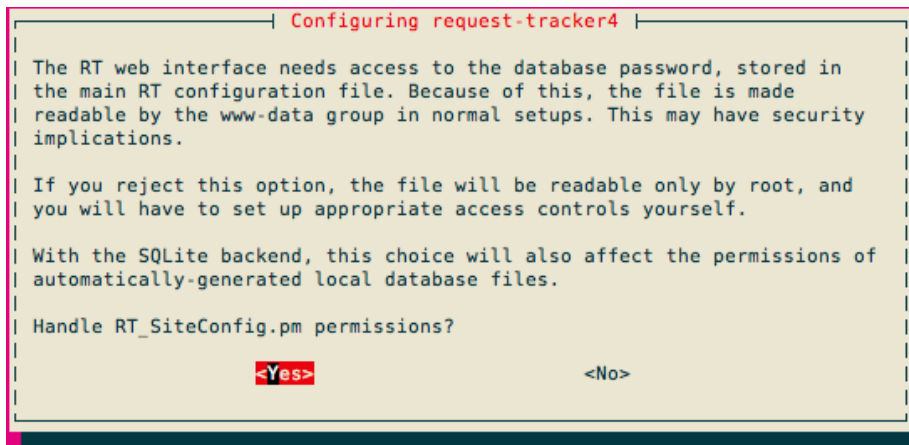 Configuring request-tracker4
The RT web interface needs access to the database password, stored in
the main RT configuration file. Because of this, the file is made
readable by the www-data group in normal setups. This may have security
implications.
If you reject this option, the file will be readable only by root, and
you will have to set up appropriate access controls yourself.
With the SQLite backend, this choice will also affect the permissions of
automatically-generated local database files.
Handle RT_SiteConfig.pm permissions?
<Yes> <No>